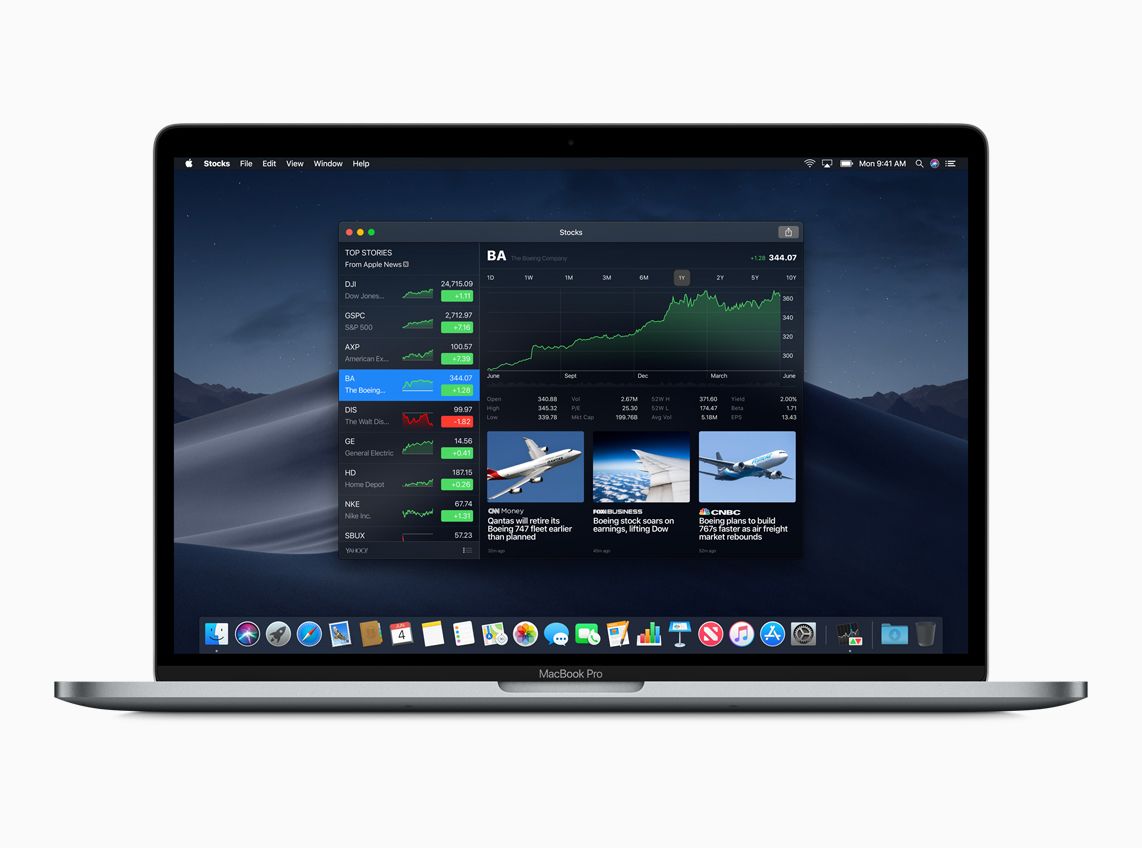 Stocks File Edit View Window Help
Mon 9:41 AM
Stocks
TOP STORIES
From Apple News
DJI 24,715.09
Dow Jones... +1.11
GSPC 2,712.97
S&P 500 +7.16
AXP 100.57
American Ex... +7.39
BA 344.07
The Boeing... +1.28
DIS 99.97
The Walt Dis... -1.82
GE 14.56
General Electric +0.41
HD 187.15
Home Depot +0.26
NKE 67.74
Nike Inc. +1.31
SBUX 57.23
YAHOO!
BA The Boeing Company +1.28 344.07
1D 1W 1M 3M 6M 1Y 2Y 5Y 10Y
360
340
320
300
June Sept Dec March June
Open 340.88 Vol 2.67M 52W H 371.60 Yield 2.00%
High 345.32 P/E 25.30 52W L 174.47 Beta 1.71
Low 339.78 Mkt Cap 199.76B Avg Vol 5.18M EPS 13.43
CNN Money
Qantas will retire its
Boeing 747 fleet earlier
than planned
32m ago
FOX BUSINESS
Boeing stock soars on
earnings, lifting Dow
45m ago
CNBC
Boeing plans to build
767s faster as air freight
market rebounds
52m ago
JUN
4
MacBook Pro